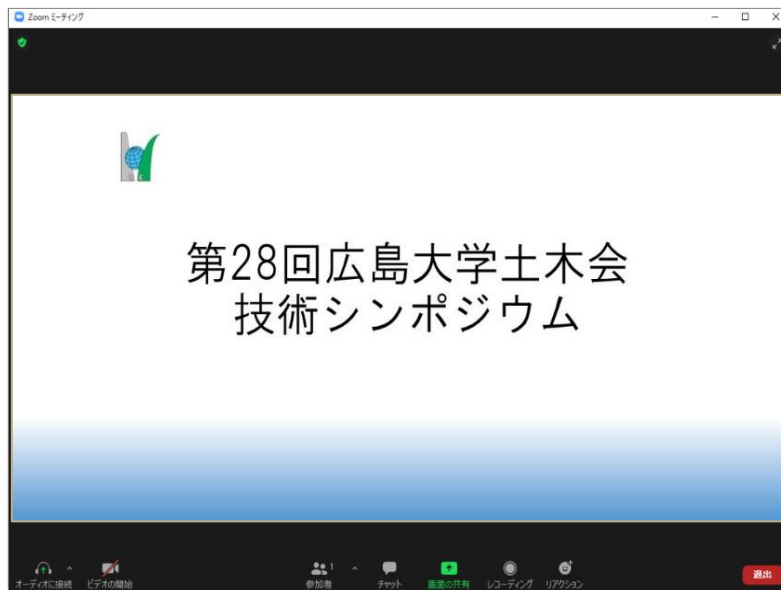 Zoom ミーティング
第28回広島大学土木会
技術シンポジウム
オーディオに接続
ビデオの開始
1
参加者
チャット
画面の共有
レコーディング
リアクション
退出